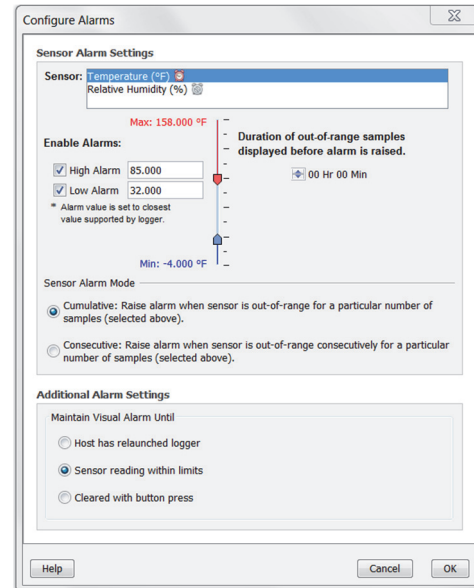 Configure Alarms
Sensor Alarm Settings
Sensor: Temperature (°F)
Relative Humidity (%)
Max: 158.000 °F
Enable Alarms:
High Alarm 85.000
Low Alarm 32.000
* Alarm value is set to closest
value supported by logger.
Min: -4.000 °F
Duration of out-of-range samples
displayed before alarm is raised.
00 Hr 00 Min
Sensor Alarm Mode
Cumulative: Raise alarm when sensor is out-of-range for a particular number of
samples (selected above).
Consecutive: Raise alarm when sensor is out-of-range consecutively for a particular
number of samples (selected above).
Additional Alarm Settings
Maintain Visual Alarm Until
Host has relaunched logger
Sensor reading within limits
Cleared with button press
Help
Cancel
OK